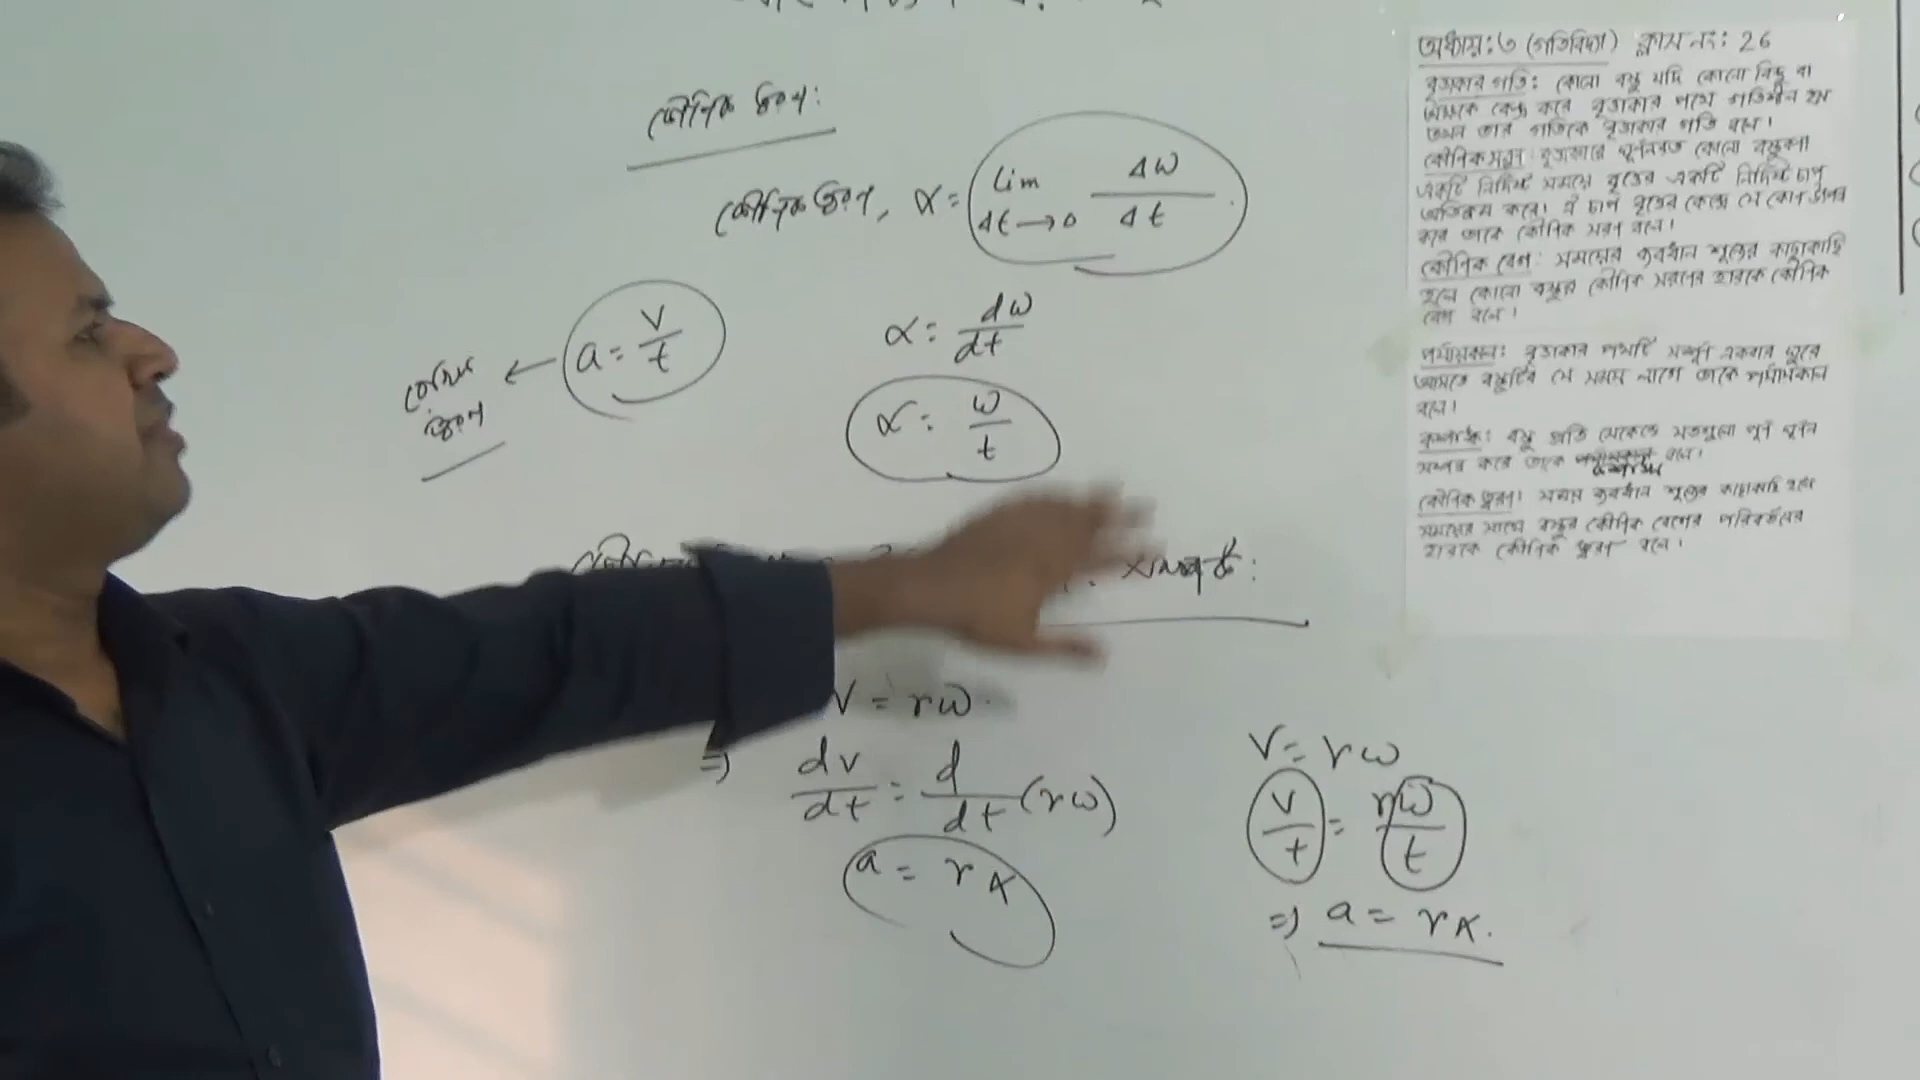 কৌণিক ত্বরণ:
কৌণিক ত্বরণ, α = lim Δt→0 Δω/Δt
a = v/t
α = dω/dt
ত্বরণ
α = ω/t
সম্পর্ক:
v = rω
⇒ dv/dt = d/dt (rω)
a = rα
v = rω
v/t = rω/t
⇒ a = rα.
অধ্যায়: ৩ (গতিবিদ্যা) ক্লাস নং: 26
বৃত্তাকার গতি: কোনো বস্তু যদি কোনো বিন্দু বা
অক্ষকে কেন্দ্র করে বৃত্তাকার পথে গতিশীল হয়
তখন তার গতিকে বৃত্তাকার গতি বলে।
কৌণিক সরণ: বৃত্তাকারে ঘূর্ণনরত কোনো বস্তুকণা
একটি নির্দিষ্ট সময়ে বৃত্তের একটি নির্দিষ্ট চাপ
অতিক্রম করে। ঐ চাপ বৃত্তের কেন্দ্রে যে কোণ উৎপন্ন
করে তাকে কৌণিক সরণ বলে।
কৌণিক বেগ: সময়ের ব্যবধান শূন্যের কাছাকাছি
হলে কোনো বস্তুর কৌণিক সরণের হারকে কৌণিক
বেগ বলে।
পর্যায়কাল: বৃত্তাকার পথটি সম্পূর্ণ একবার ঘুরে
আসতে বস্তুটির যে সময় লাগে তাকে পর্যায়কাল
বলে।
কম্পাঙ্ক: বস্তু প্রতি সেকেন্ডে যতগুলো পূর্ণ ঘূর্ণন
সম্পন্ন করে তাকে কম্পাঙ্ক বলে।
কৌণিক ত্বরণ: সময় ব্যবধান শূন্যের কাছাকাছি হলে
সময়ের সাথে বস্তুর কৌণিক বেগের পরিবর্তনের
হারকে কৌণিক ত্বরণ বলে।